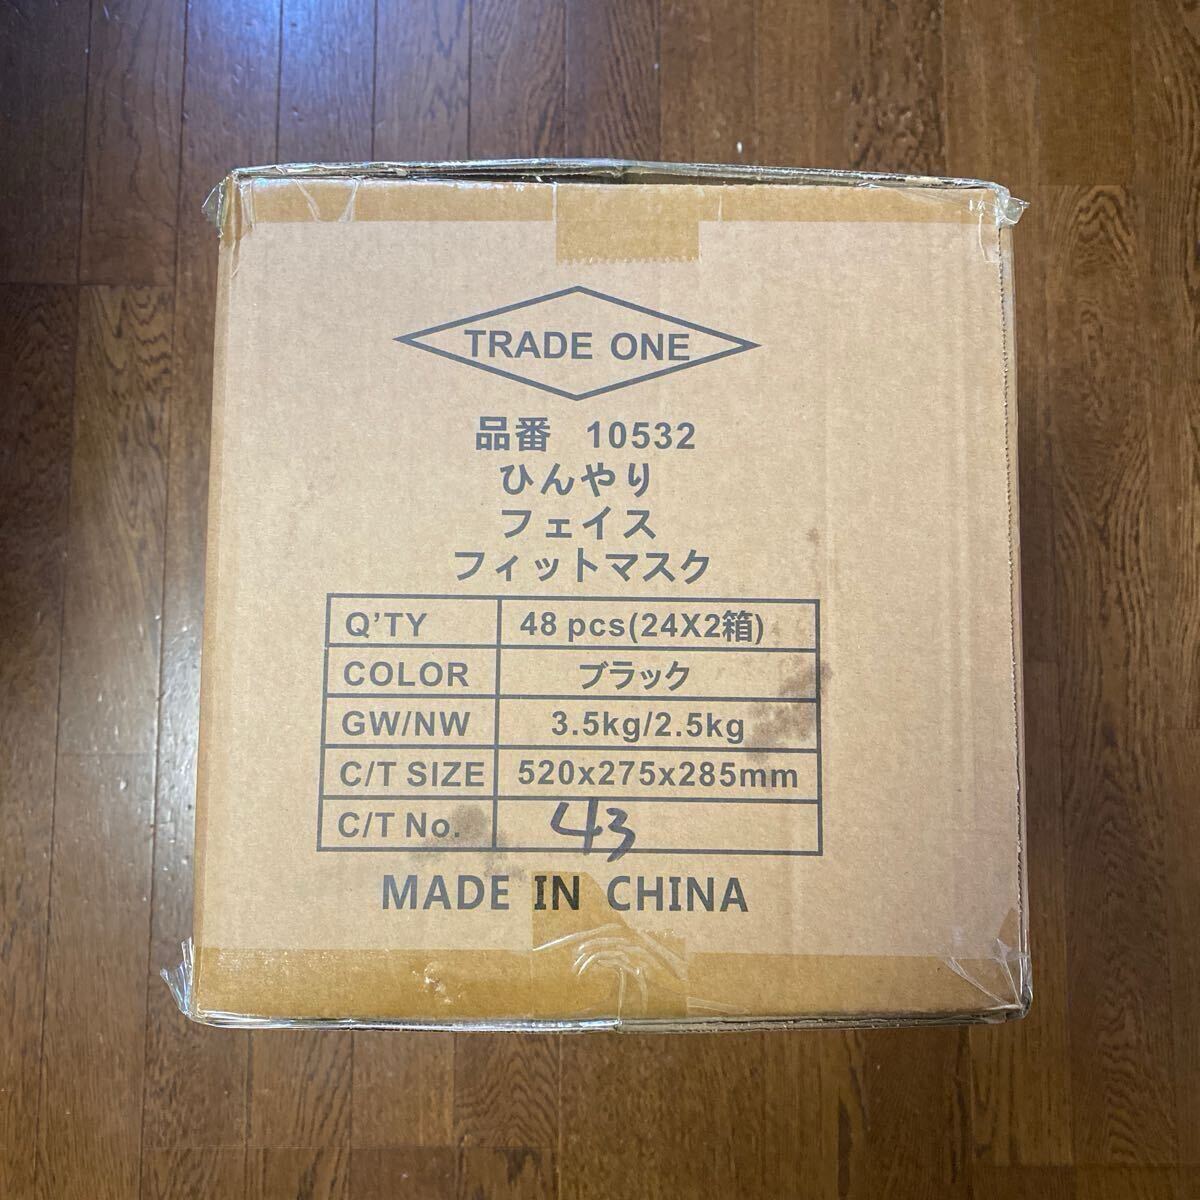 TRADE ONE
品番 10532
ひんやり
フェイス
フィットマスク
Q'TY 48 pcs(24X2箱)
COLOR ブラック
GW/NW 3.5kg/2.5kg
C/T SIZE 520x275x285mm
C/T No. 43
MADE IN CHINA